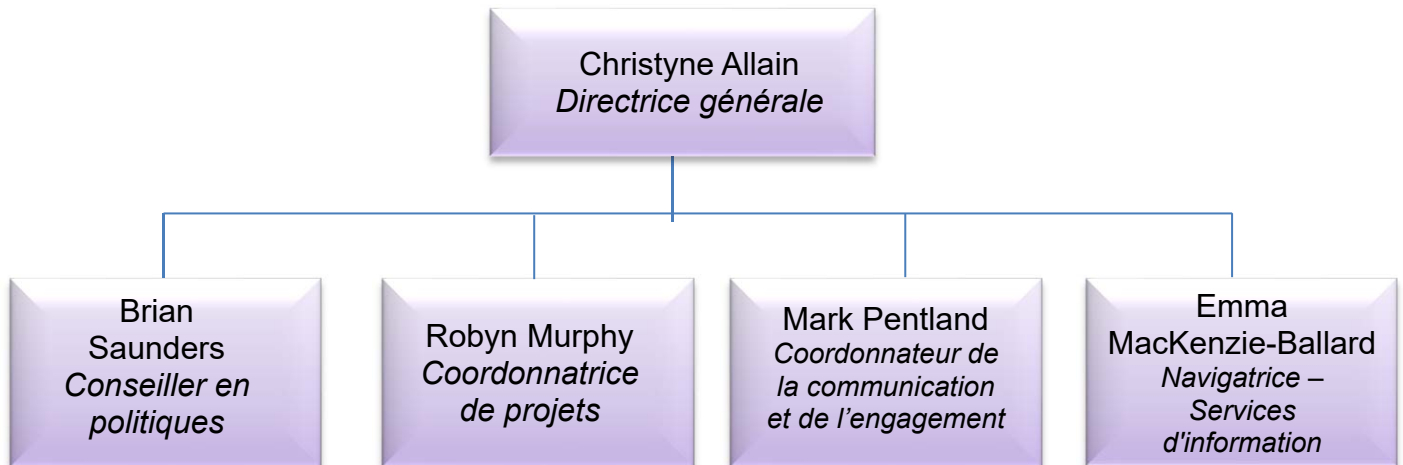 Christyne Allain
Directrice générale
Brian
Saunders
Conseiller en
politiques
Robyn Murphy
Coordonnatrice
de projets
Mark Pentland
Coordonnateur de
la communication
et de l’engagement
Emma
MacKenzie-Ballard
Navigatrice –
Services
d'information